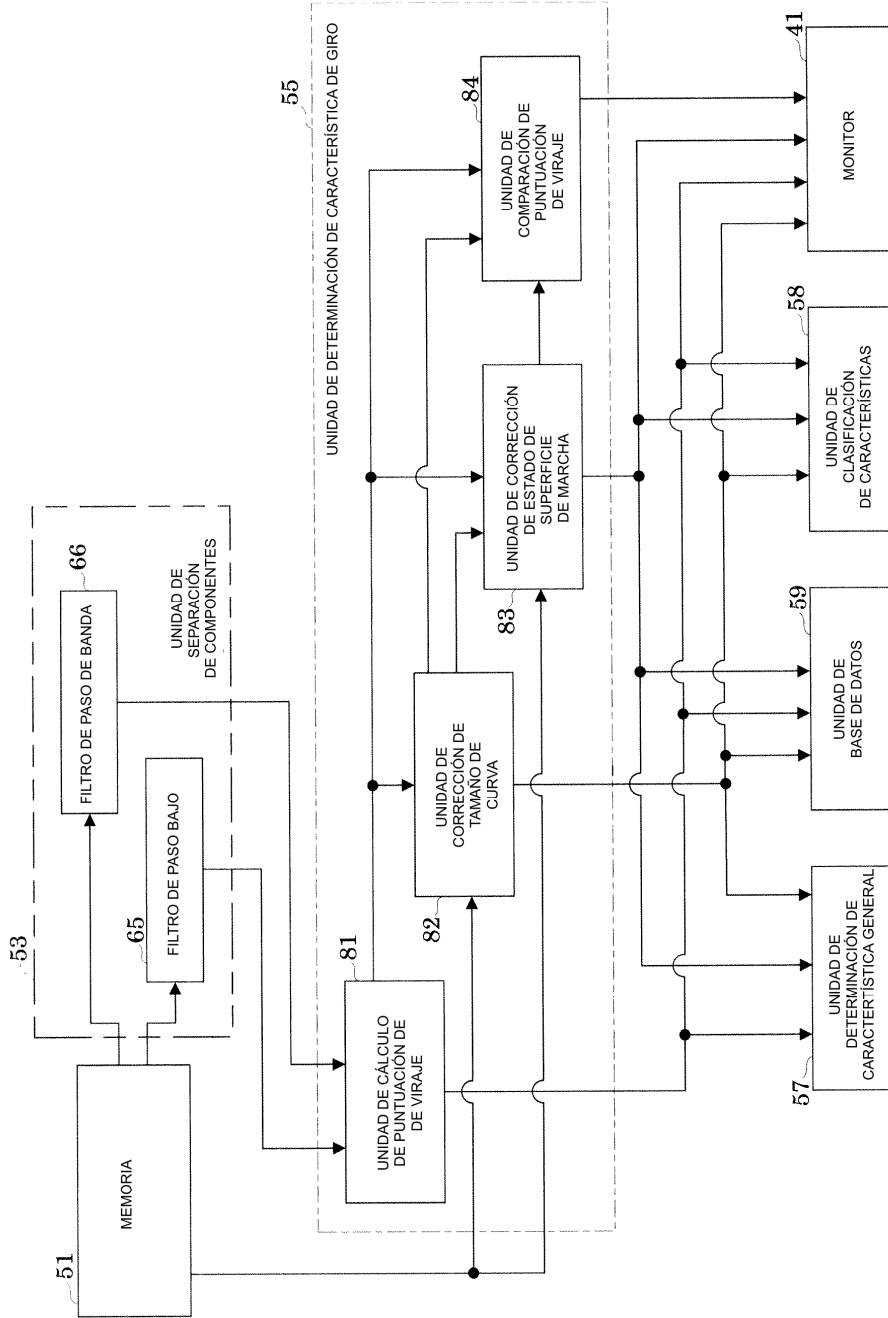 51
MEMORIA
53
65
FILTRO DE PASO BAJO
66
FILTRO DE PASO DE BANDA
UNIDAD DE
SEPARACIÓN
DE COMPONENTES
55
UNIDAD DE DETERMINACIÓN DE CARACTERÍSTICA DE GIRO
81
UNIDAD DE CÁLCULO
DE PUNTUACIÓN DE
DE VIRAJE
82
UNIDAD DE
CORRECCIÓN DE
TAMAÑO DE
CURVA
83
UNIDAD DE CORRECCIÓN
DE ESTADO DE
SUPERFICIE
DE MARCHA
84
UNIDAD DE
COMPARACIÓN DE
PUNTUACIÓN
DE VIRAJE
57
UNIDAD DE
DETERMINACIÓN DE
CARACTERTÍSTICA GENERAL
59
UNIDAD DE
BASE DE DATOS
58
UNIDAD DE
CLASIFICACIÓN
DE CARACTERÍSTICAS
41
MONITOR